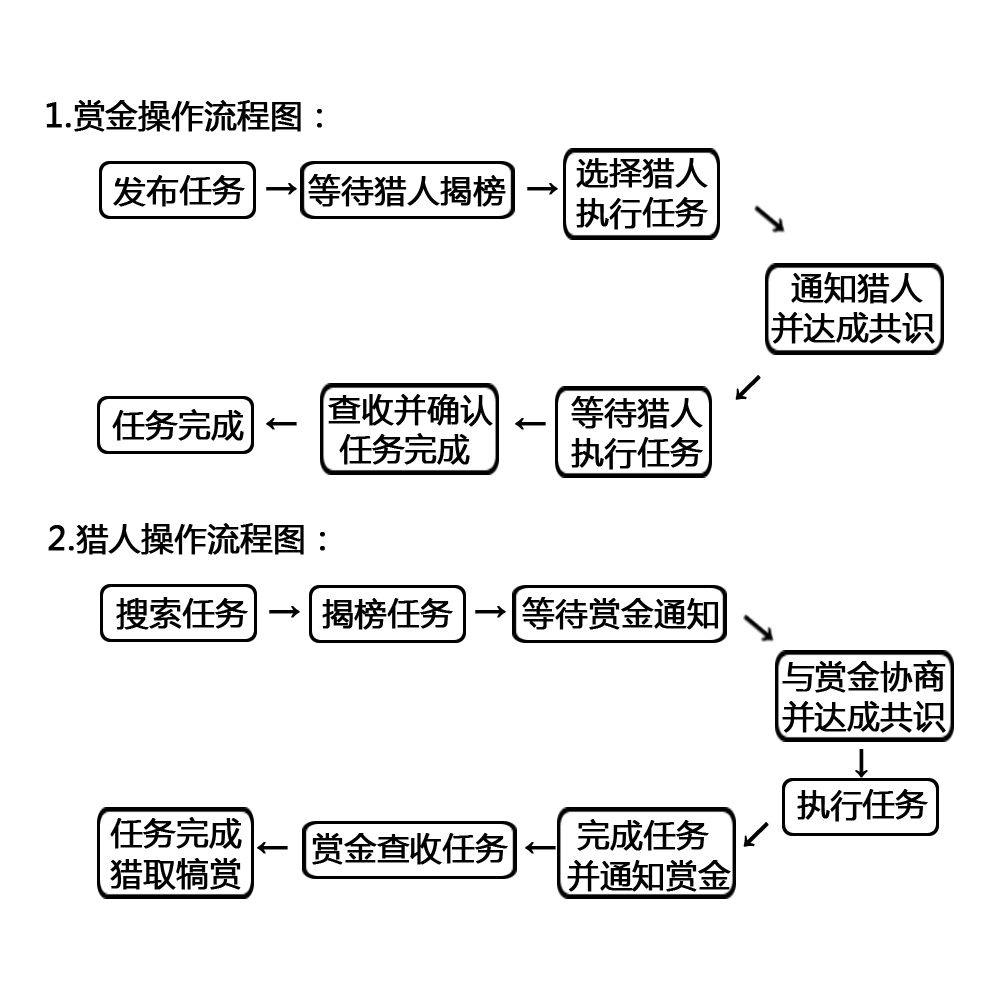 1.赏金操作流程图：
发布任务
等待猎人揭榜
选择猎人
执行任务
通知猎人
并达成共识
等待猎人
执行任务
查收并确认
任务完成
任务完成
2.猎人操作流程图：
搜索任务
揭榜任务
等待赏金通知
与赏金协商
并达成共识
执行任务
完成任务
并通知赏金
赏金查收任务
任务完成
猎取犒赏